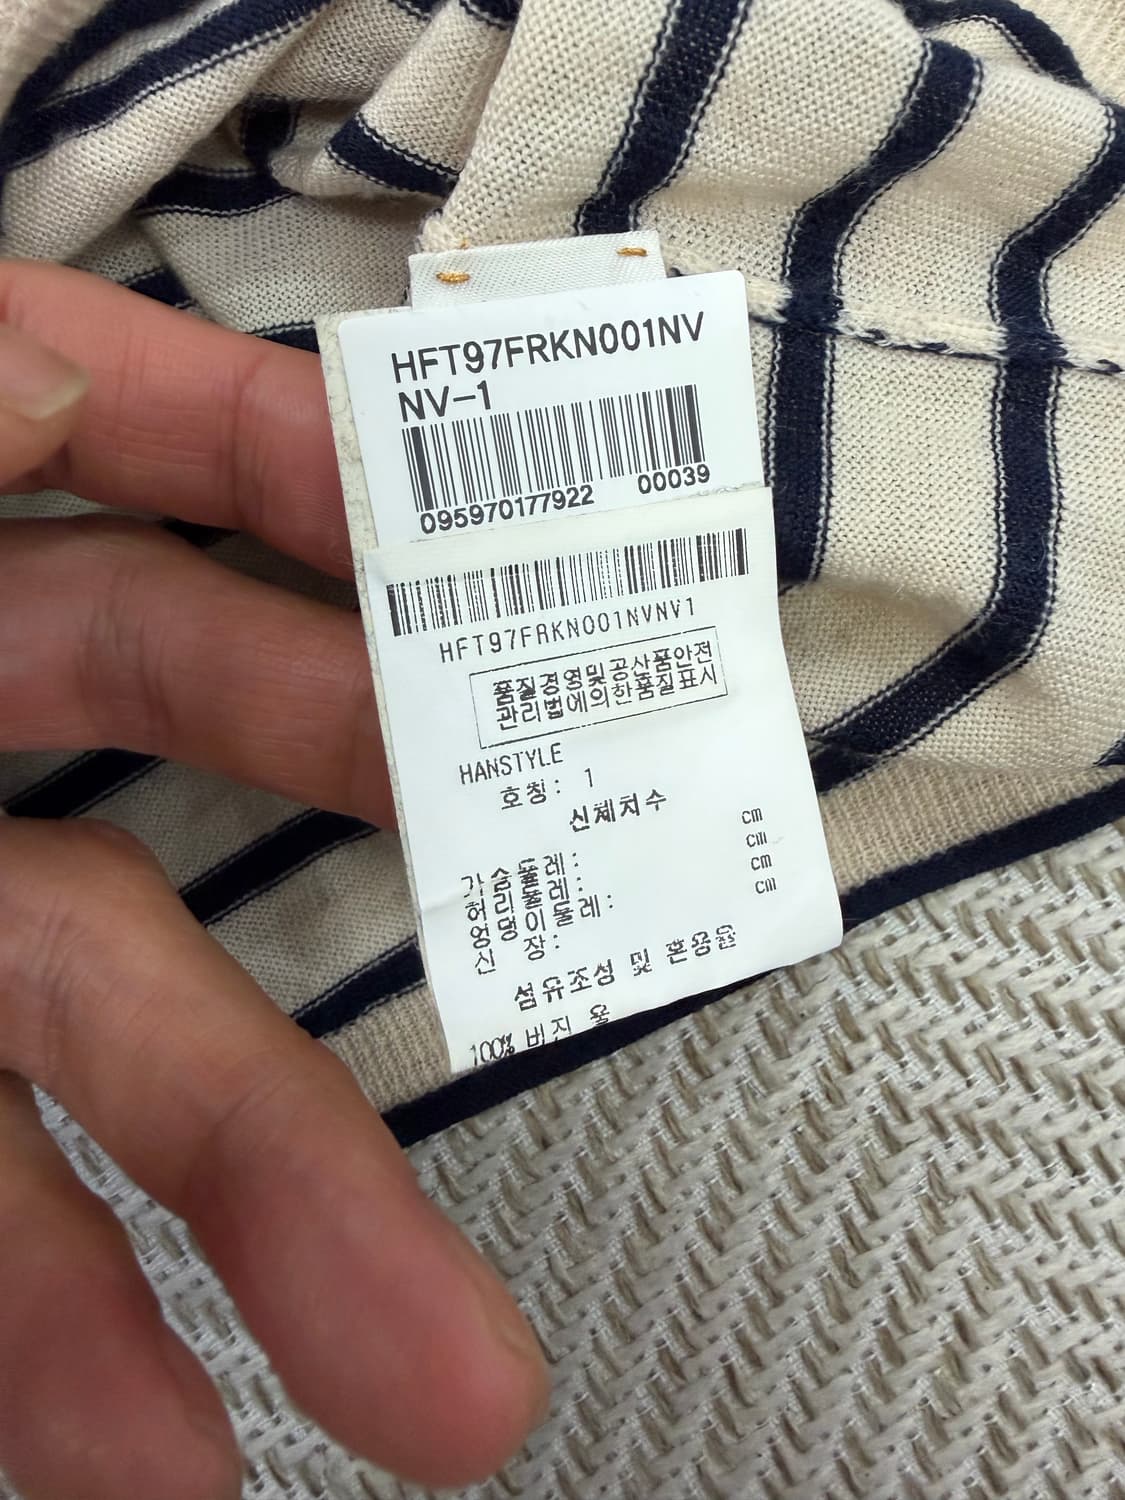 HFT97FRKN001NV
NV-1
095970177922 00039
HFT97FRKN001NVNV1
품질경영및공산품안전
관리법에의한품질표시
HANSTYLE
호칭: 1
신체치수
가슴둘레: cm
허리둘레: cm
엉덩이둘레: cm
신 장: cm
섬유조성 및 혼용율
100% 버진 울